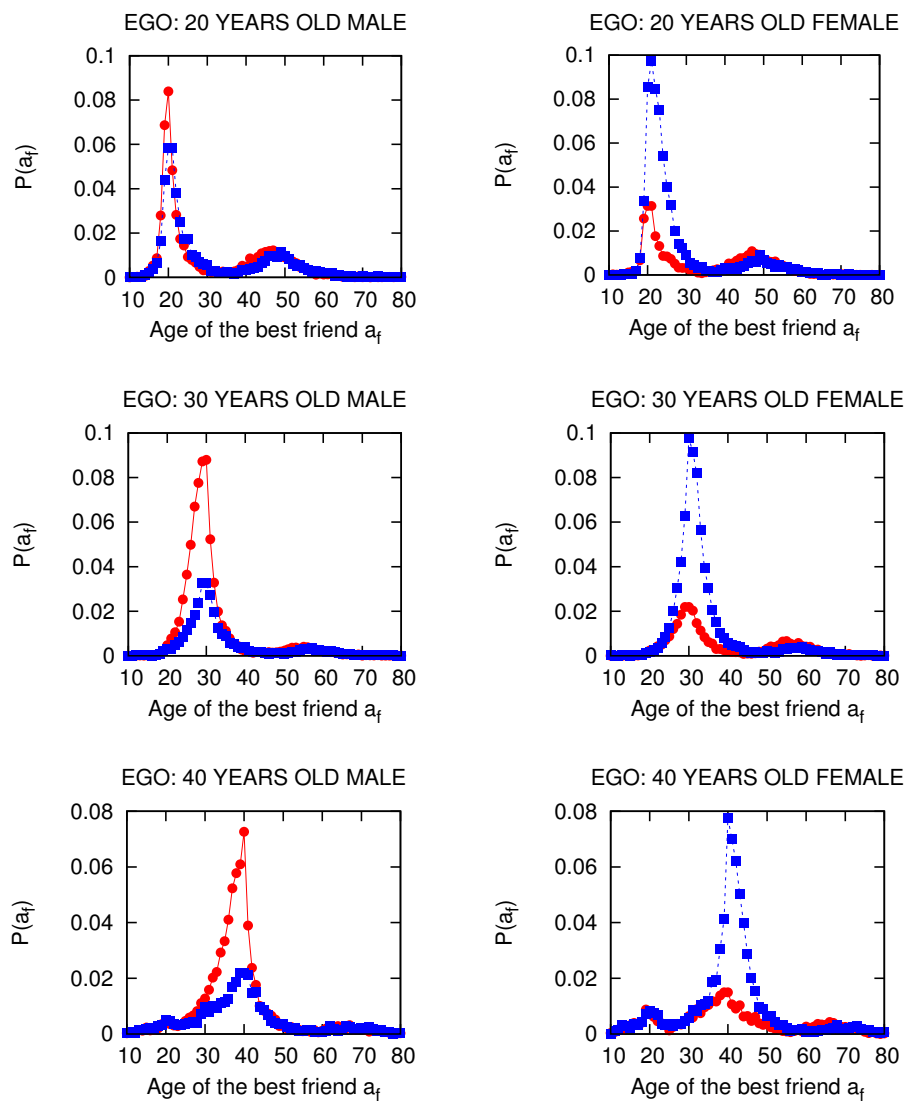 EGO: 20 YEARS OLD MALE
P(a_f)
0.1
0.08
0.06
0.04
0.02
0
10 20 30 40 50 60 70 80
Age of the best friend a_f
EGO: 20 YEARS OLD FEMALE
P(a_f)
0.1
0.08
0.06
0.04
0.02
0
10 20 30 40 50 60 70 80
Age of the best friend a_f
EGO: 30 YEARS OLD MALE
P(a_f)
0.1
0.08
0.06
0.04
0.02
0
10 20 30 40 50 60 70 80
Age of the best friend a_f
EGO: 30 YEARS OLD FEMALE
P(a_f)
0.1
0.08
0.06
0.04
0.02
0
10 20 30 40 50 60 70 80
Age of the best friend a_f
EGO: 40 YEARS OLD MALE
P(a_f)
0.08
0.06
0.04
0.02
0
10 20 30 40 50 60 70 80
Age of the best friend a_f
EGO: 40 YEARS OLD FEMALE
P(a_f)
0.08
0.06
0.04
0.02
0
10 20 30 40 50 60 70 80
Age of the best friend a_f